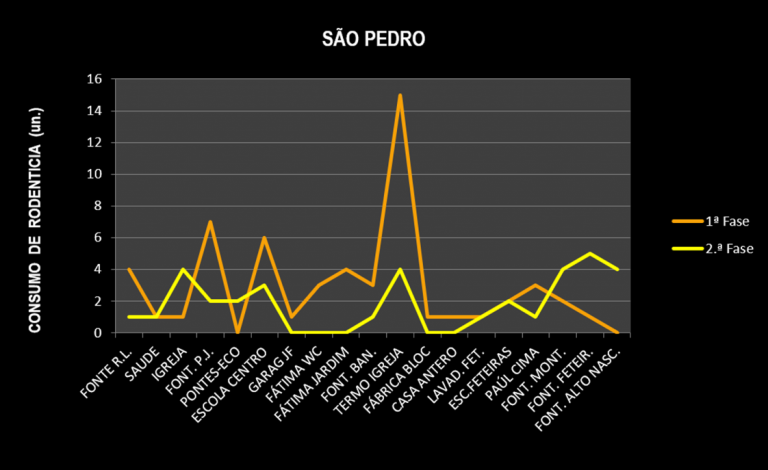 SÃO PEDRO
CONSUMO DE RODENTICIA (un.)
16
14
12
10
8
6
4
2
0
FONTE R.L.
SAUDE
IGREJA
FONT. P.J.
PONTES-ECO
ESCOLA CENTRO
GARAG JF
FÁTIMA WC
FÁTIMA JARDIM
FONT. BAN.
TERMO IGREJA
FÁBRICA BLOC
CASA ANTERO
LAVAD. FET.
ESC.FETEIRAS
PAÚL CIMA
FONT. MONT.
FONT. FETEIR.
FONT. ALTO NASC.
1ª Fase
2.ª Fase